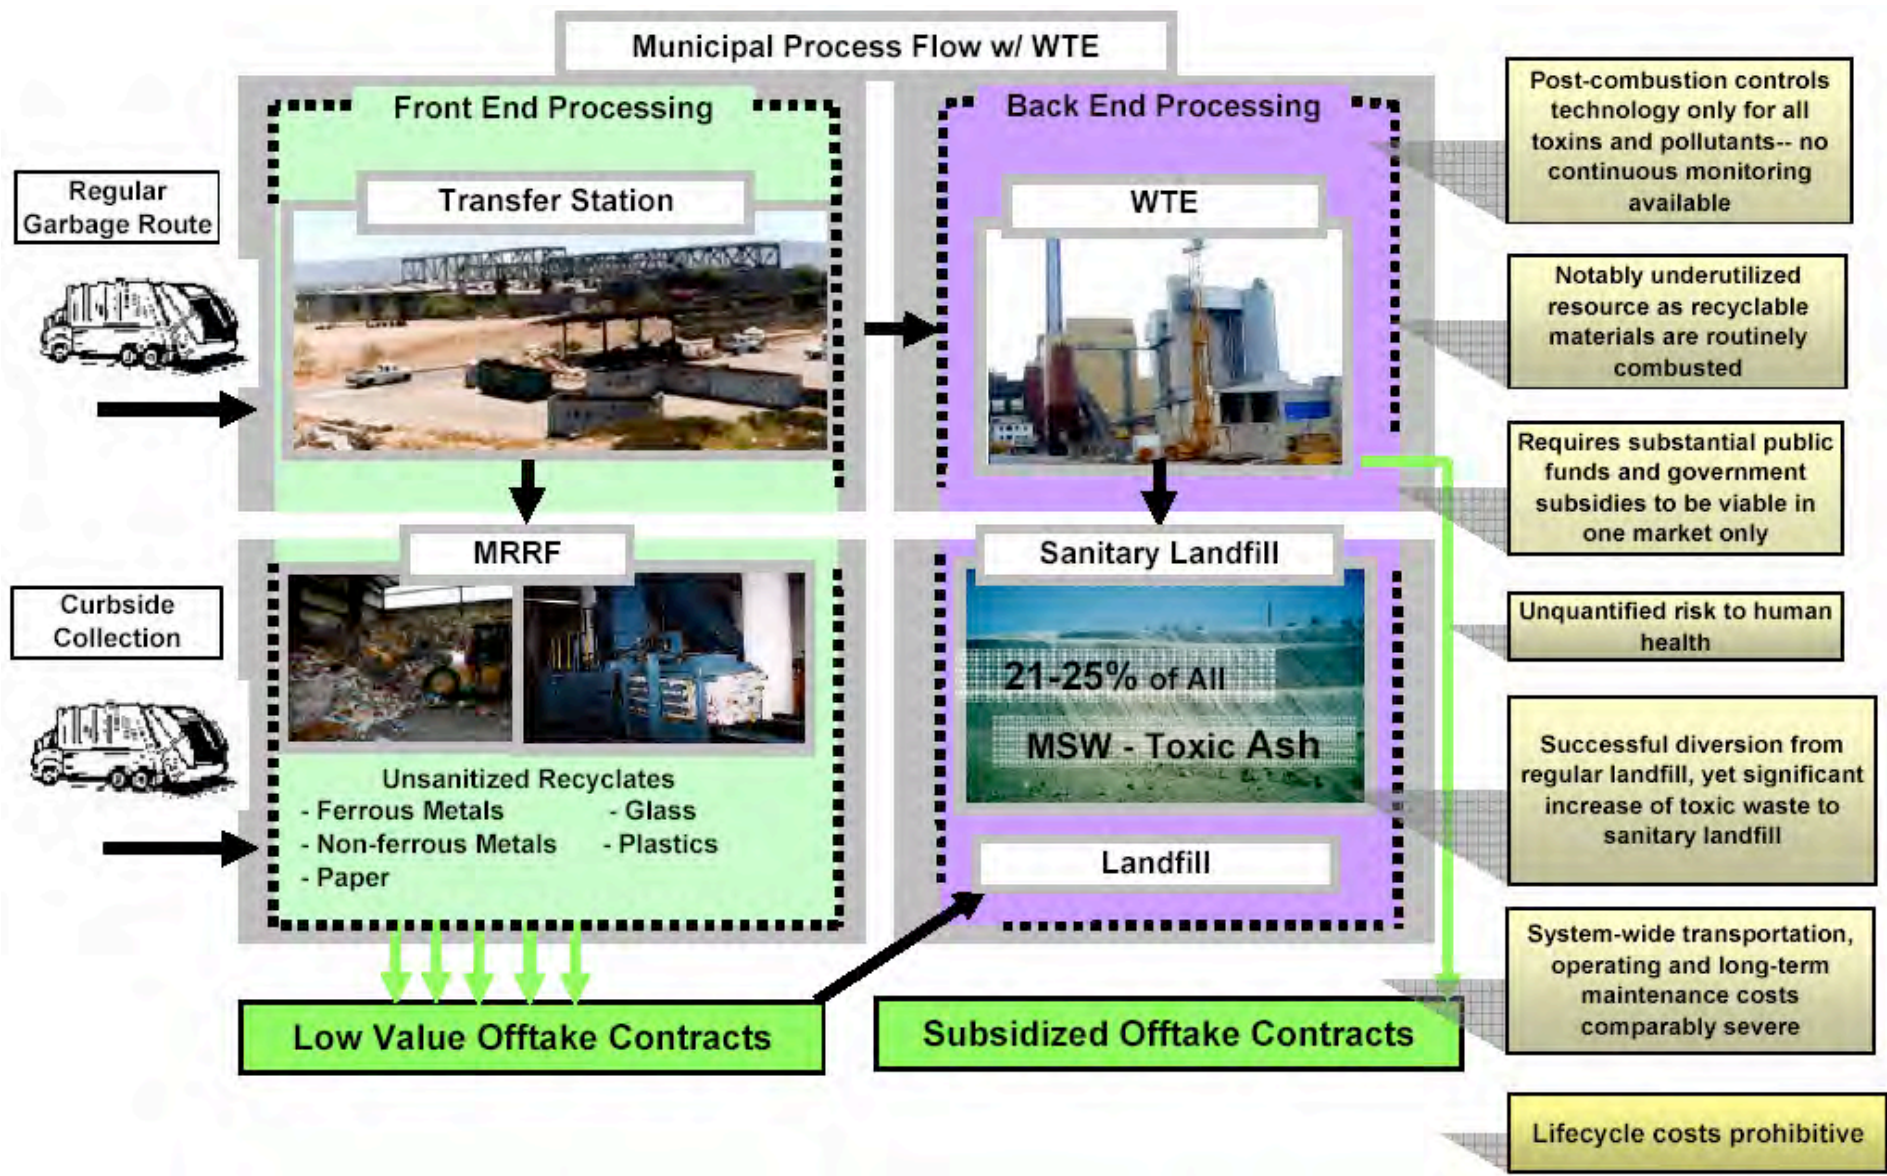 Municipal Process Flow w/ WTE
Front End Processing
Back End Processing
Regular
Garbage Route
Transfer Station
WTE
Curbside
Collection
MRRF
Unsanitized Recyclates
- Ferrous Metals
- Glass
- Non-ferrous Metals
- Plastics
- Paper
Sanitary Landfill
21-25% of All
MSW - Toxic Ash
Landfill
Low Value Offtake Contracts
Subsidized Offtake Contracts
Post-combustion controls
technology only for all
toxins and pollutants-- no
continuous monitoring
available
Notably underutilized
resource as recyclable
materials are routinely
combusted
Requires substantial public
funds and government
subsidies to be viable in
one market only
Unquantified risk to human
health
Successful diversion from
regular landfill, yet significant
increase of toxic waste to
sanitary landfill
System-wide transportation,
operating and long-term
maintenance costs
comparably severe
Lifecycle costs prohibitive